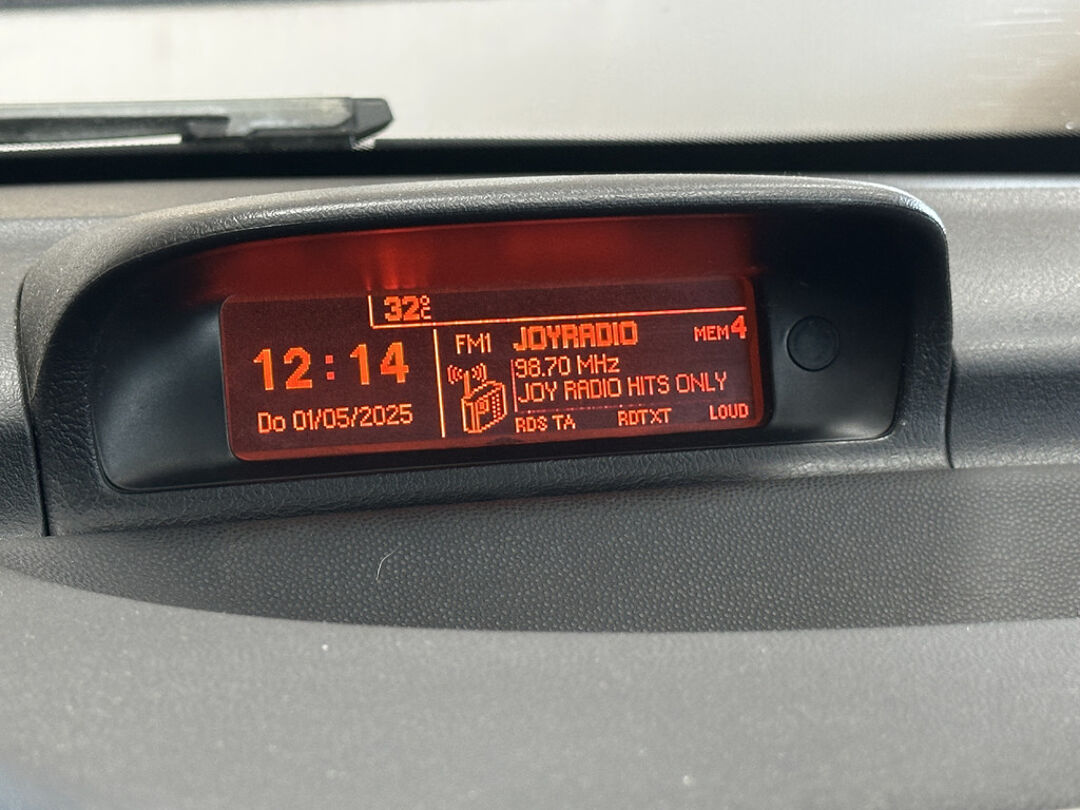 32°C
12:14
Do 01/05/2025
FM1 JOYRADIO MEM4
98.70 MHz
JOY RADIO HITS ONLY
RDS TA RDTXT LOUD